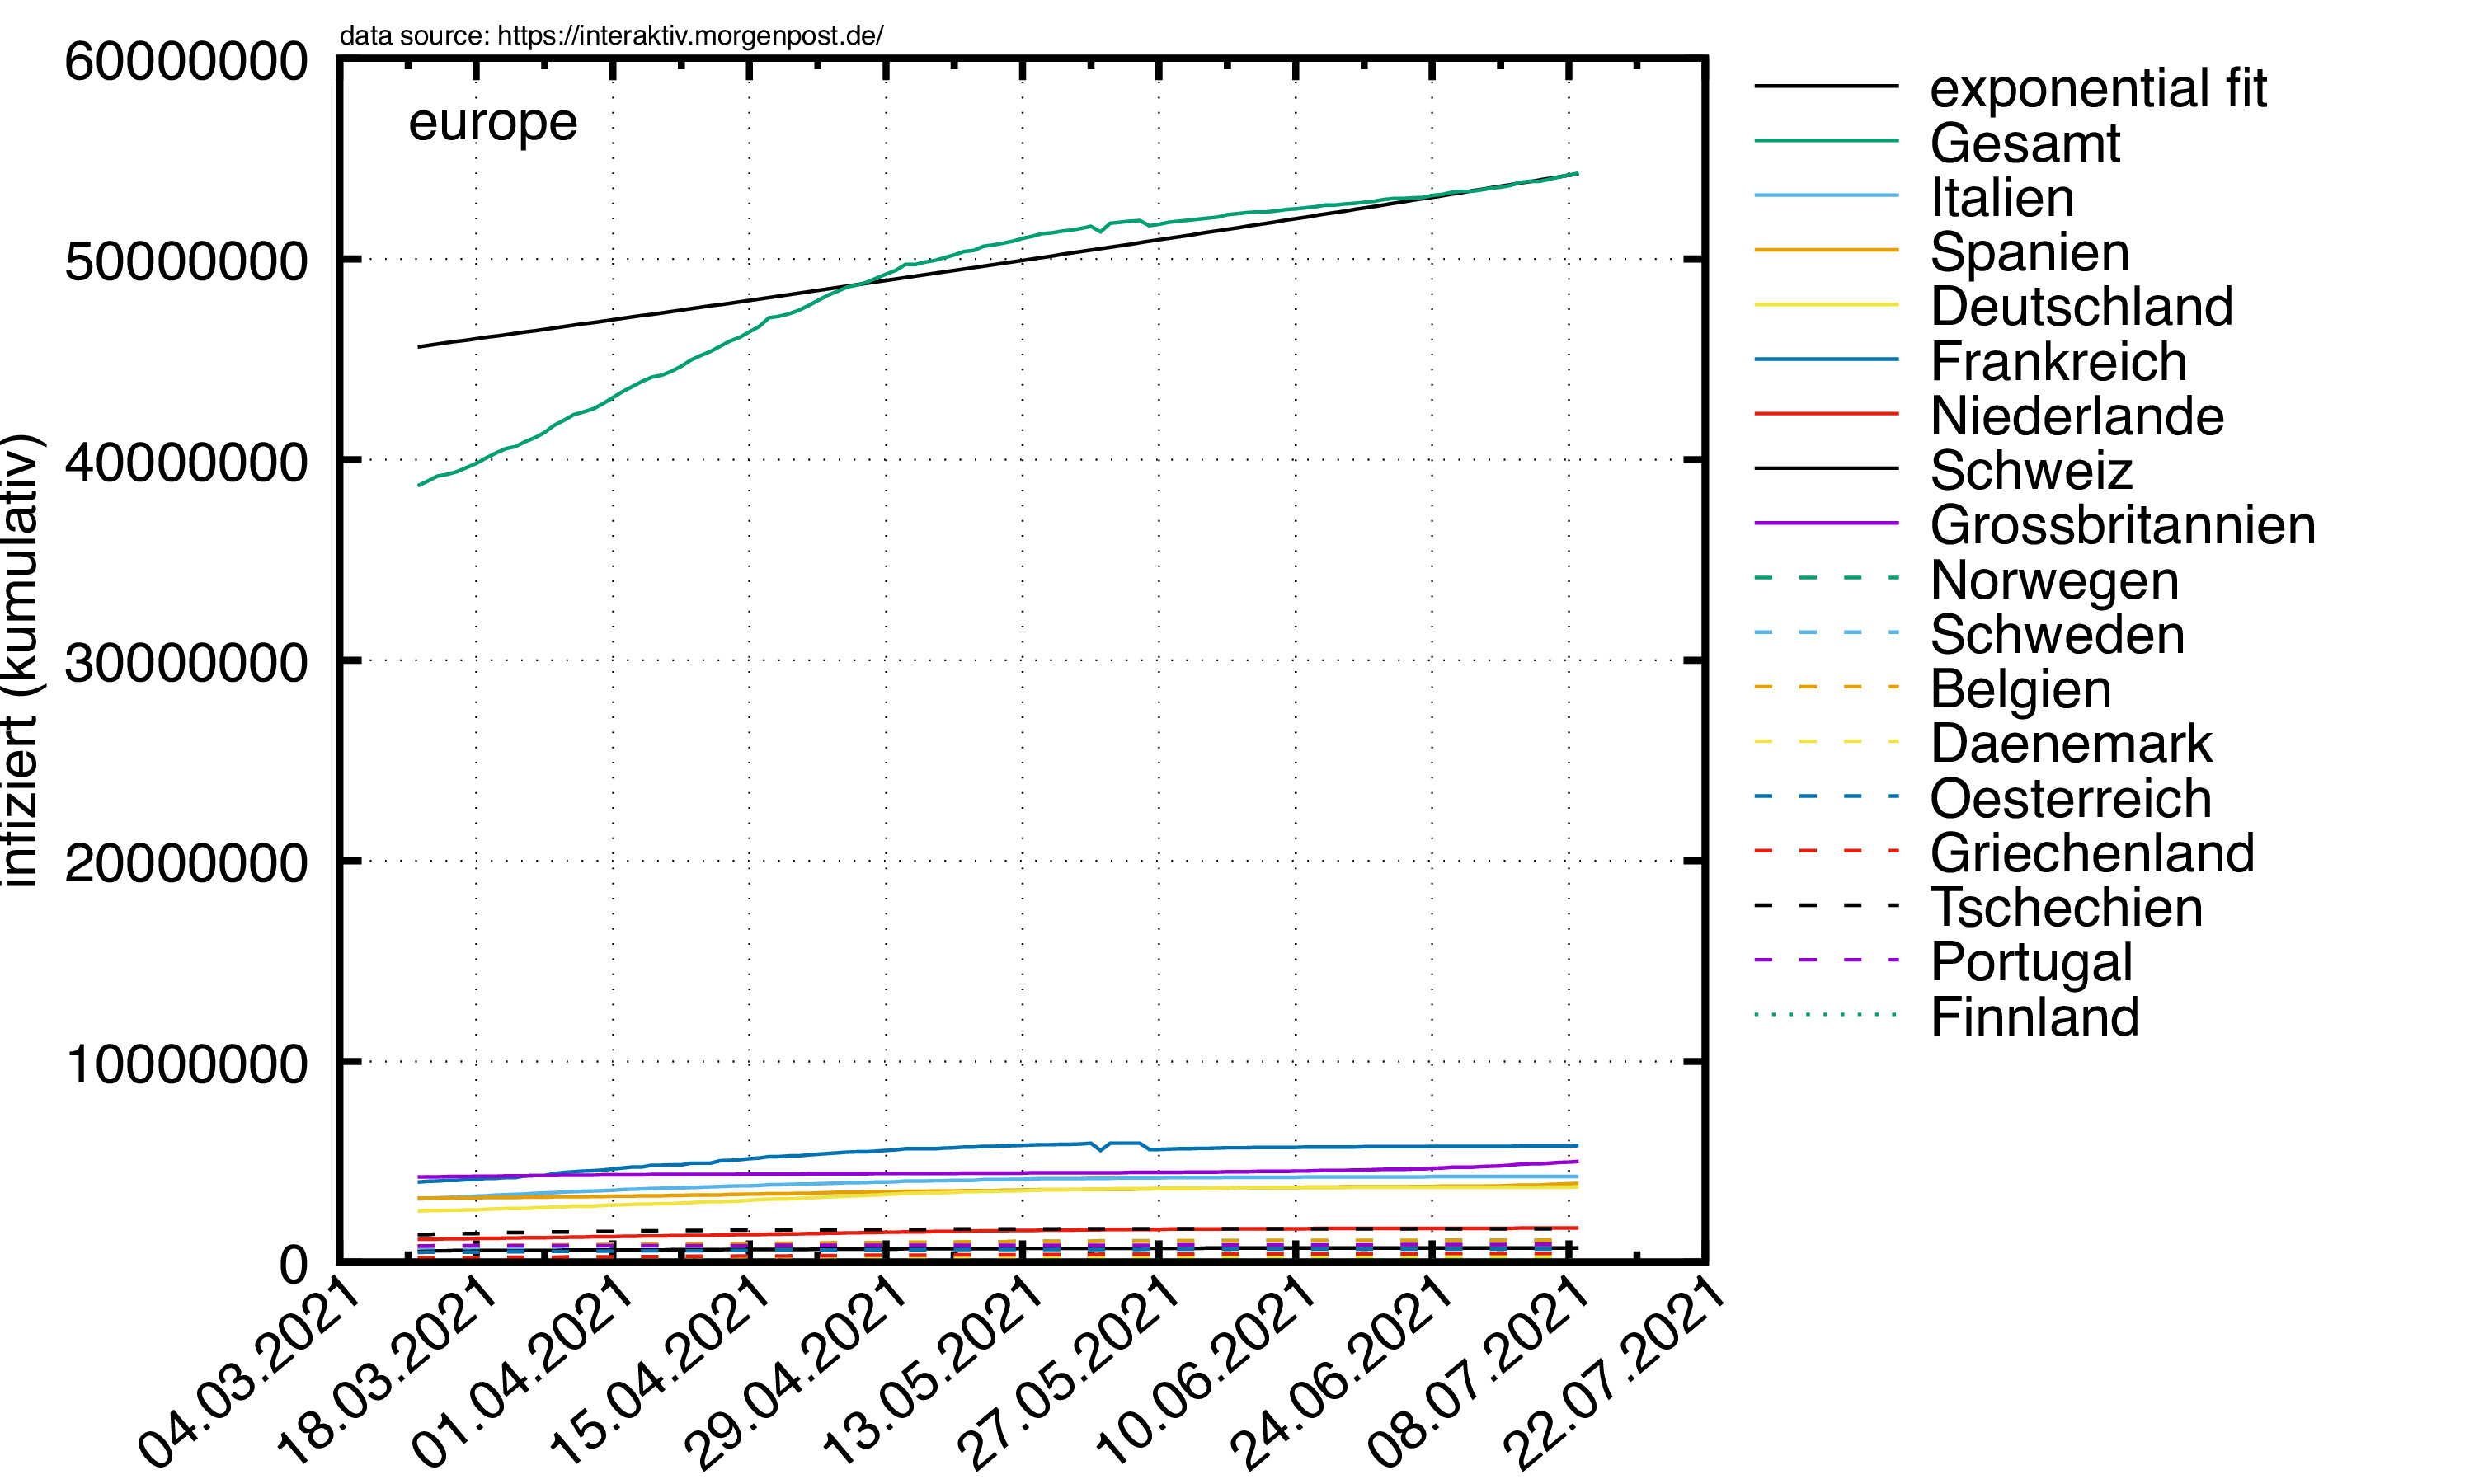 data source: https://interaktiv.morgenpost.de/
europe
infiziert (kumulativ)
60000000
50000000
40000000
30000000
20000000
10000000
0
04.03.2021
18.03.2021
01.04.2021
15.04.2021
29.04.2021
13.05.2021
27.05.2021
10.06.2021
24.06.2021
08.07.2021
22.07.2021
exponential fit
Gesamt
Italien
Spanien
Deutschland
Frankreich
Niederlande
Schweiz
Grossbritannien
Norwegen
Schweden
Belgien
Daenemark
Oesterreich
Griechenland
Tschechien
Portugal
Finnland